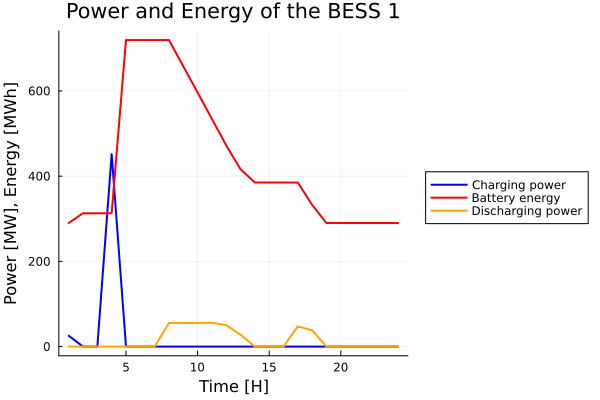 Power and Energy of the BESS 1
Power [MW], Energy [MWh]
600
400
200
0
5
10
15
20
Time [H]
Charging power
Battery energy
Discharging power